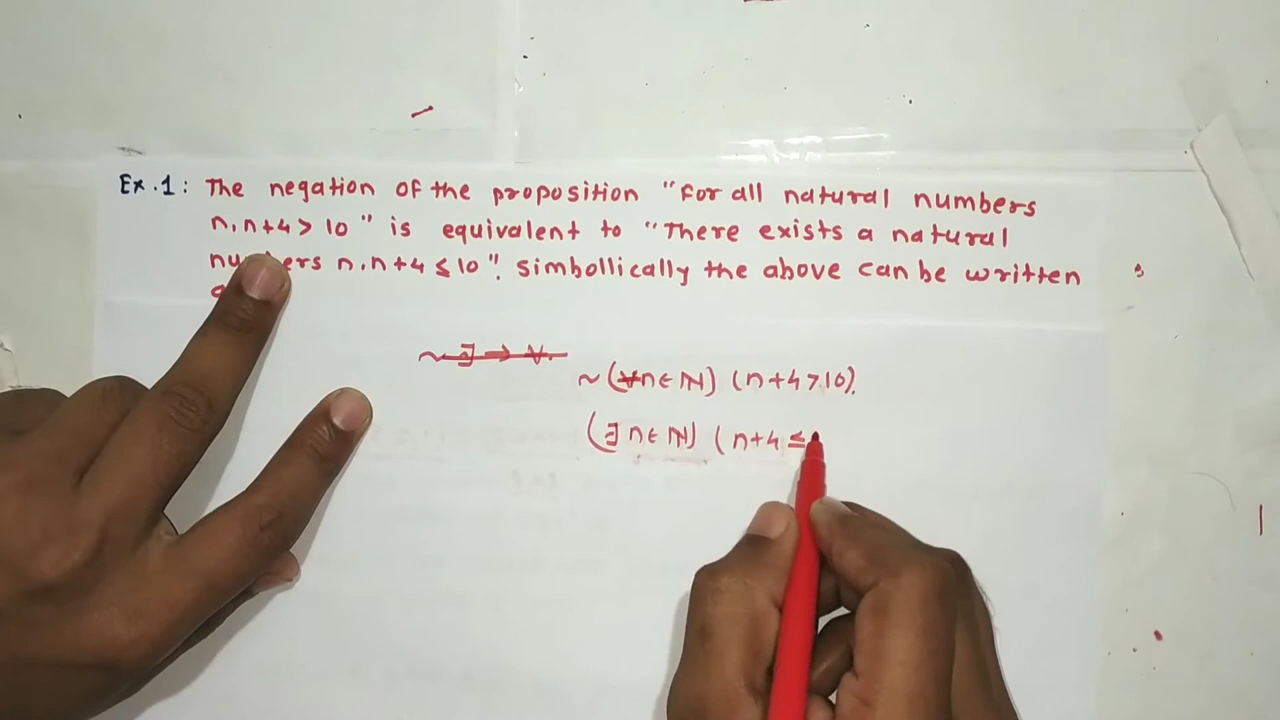 Ex.1: The negation of the proposition "For all natural numbers
n, n+4 > 10" is equivalent to "There exists a natural
n, n+4 ≤ 10". simbollically the above can be written
~ ∃ → ∀.
~ (∀n ∈ ℕ) (n+4 > 10).
(∃ n ∈ ℕ) (n+4 ≤